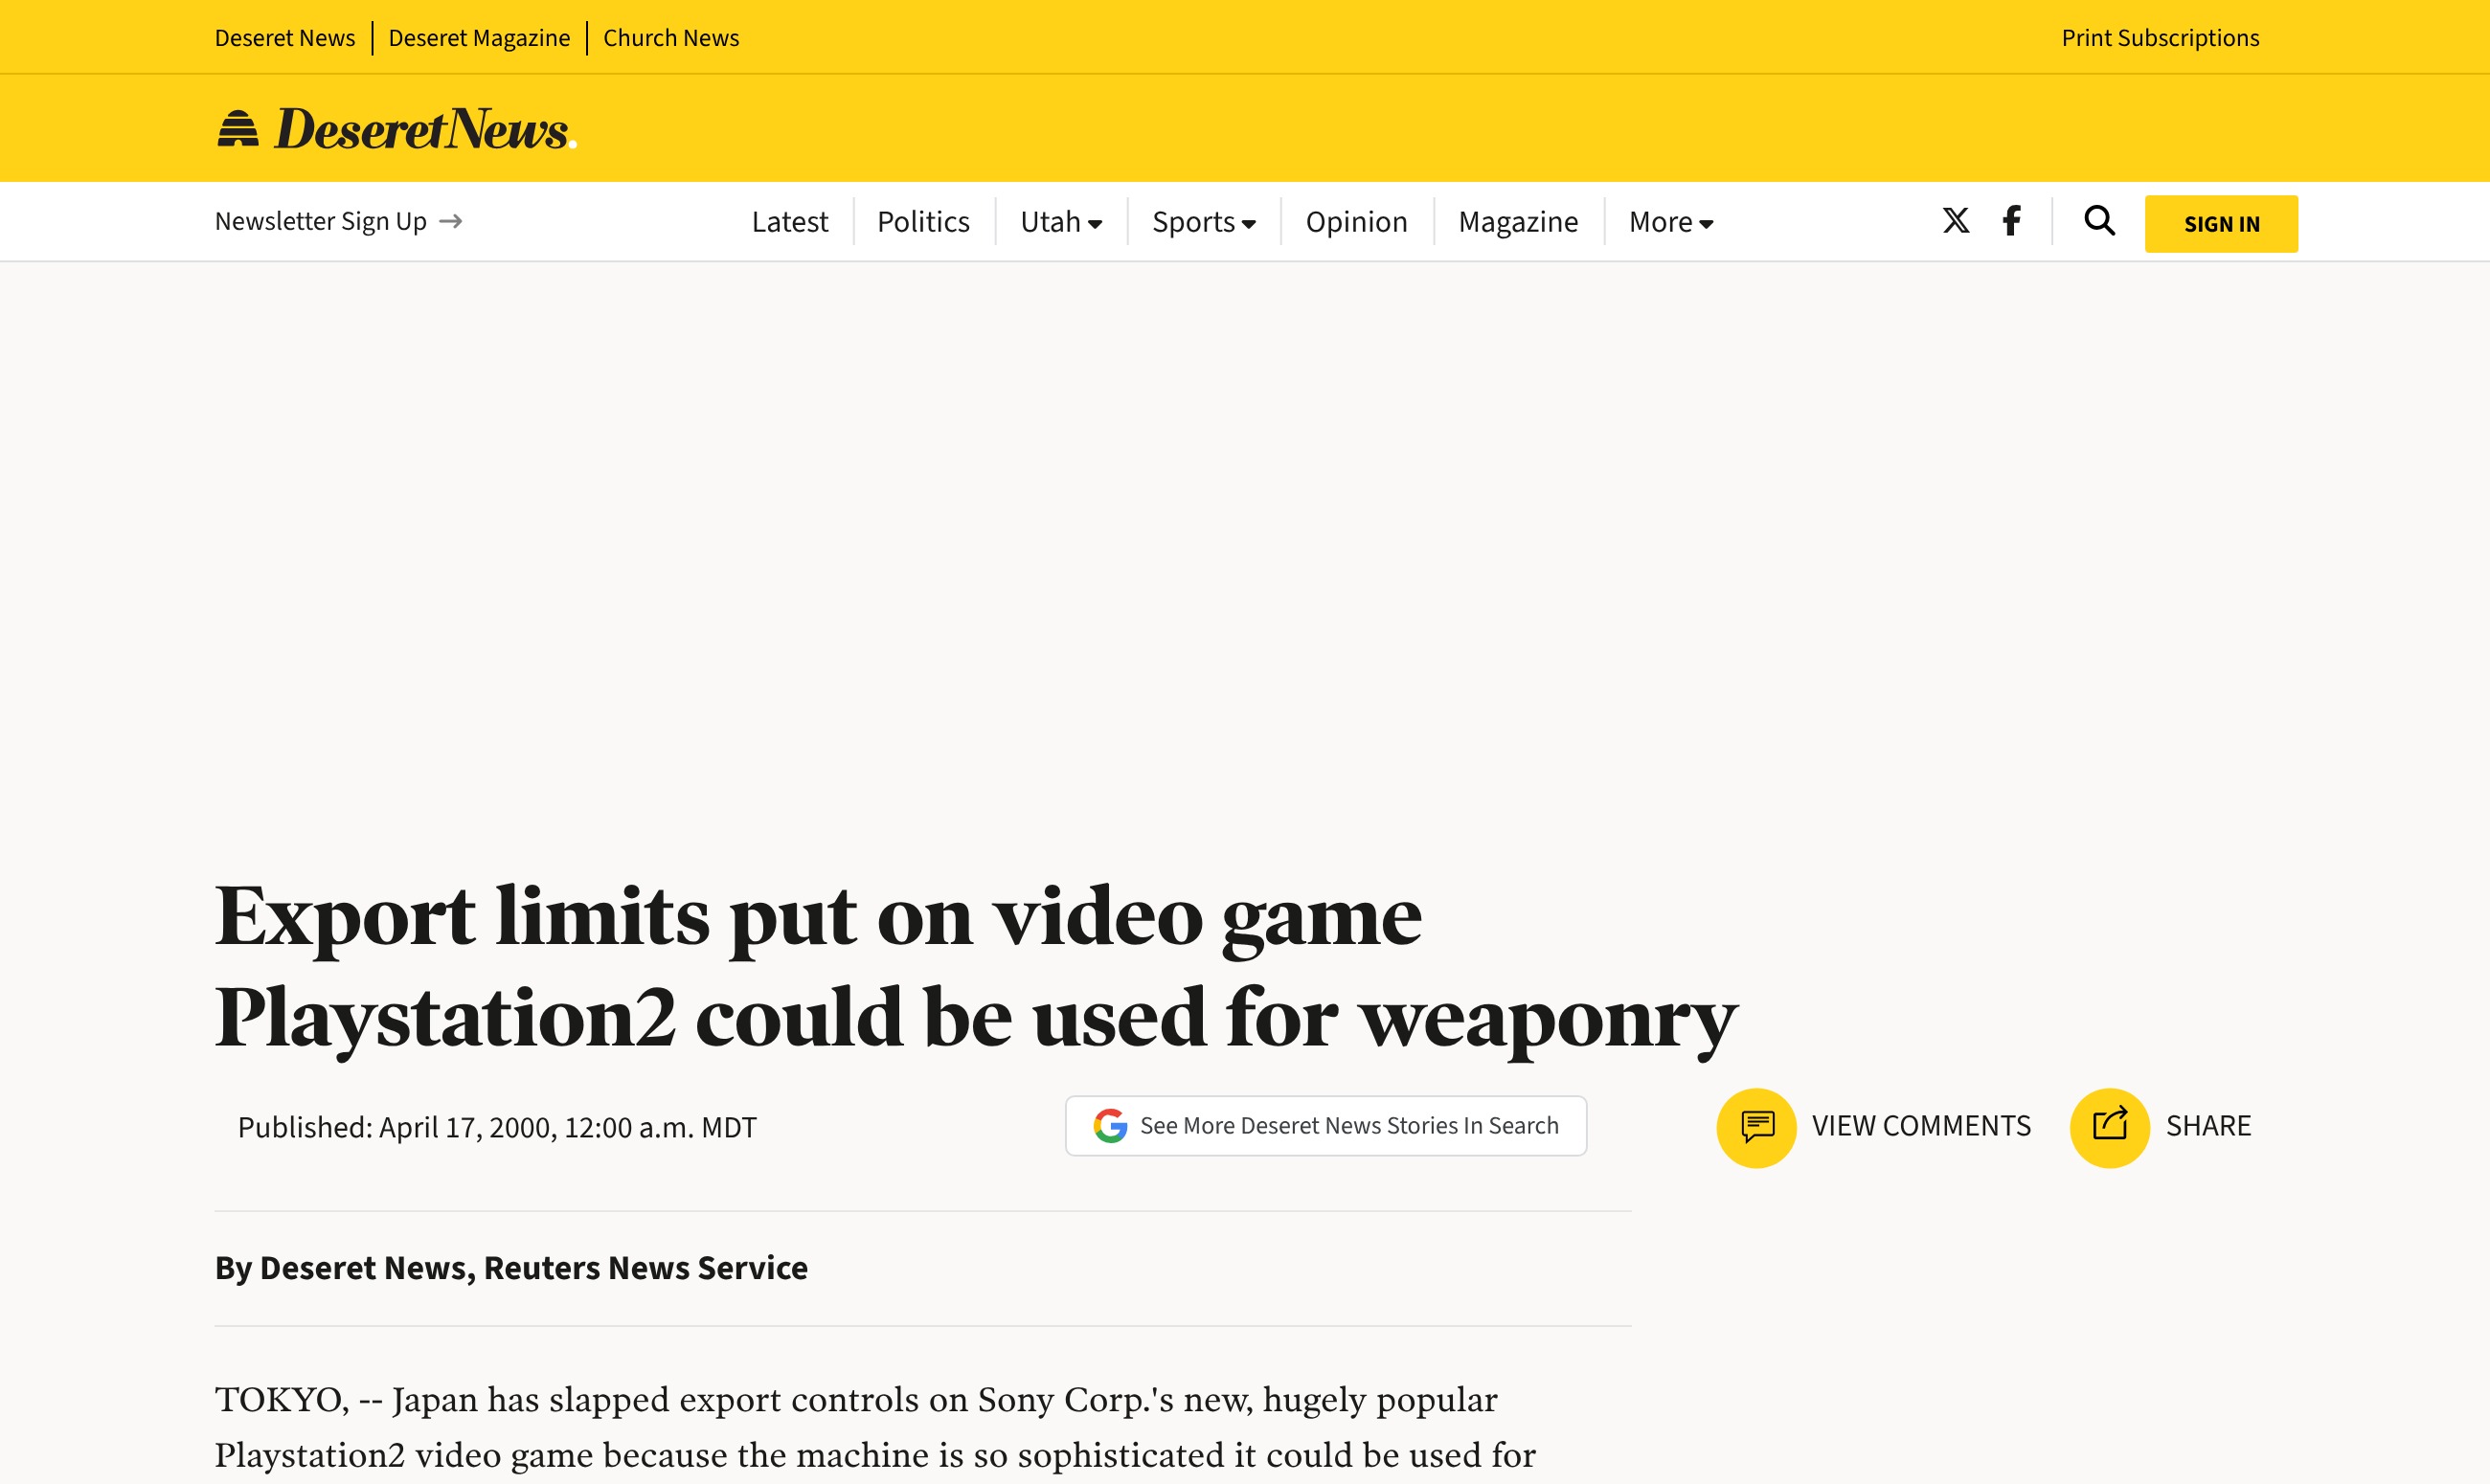 Deseret News
Deseret Magazine
Church News
Print Subscriptions
Deseret News.
Newsletter Sign Up
Latest
Politics
Utah
Sports
Opinion
Magazine
More
SIGN IN
Export limits put on video game
Playstation2 could be used for weaponry
Published: April 17, 2000, 12:00 a.m. MDT
See More Deseret News Stories In Search
VIEW COMMENTS
SHARE
By Deseret News, Reuters News Service
TOKYO, -- Japan has slapped export controls on Sony Corp.'s new, hugely popular
Playstation2 video game because the machine is so sophisticated it could be used for